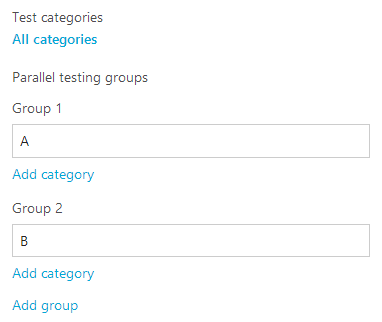 Test categories
All categories
Parallel testing groups
Group 1
A
Add category
Group 2
B
Add category
Add group